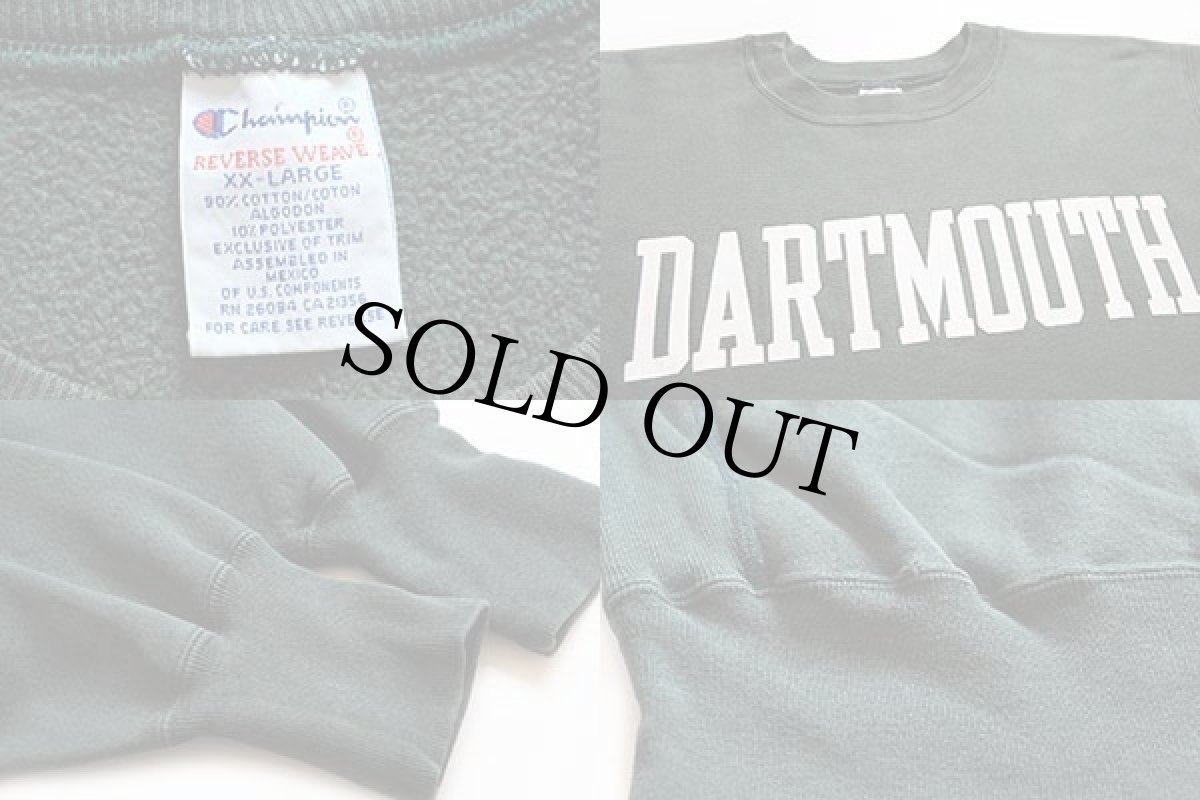 Champion®
®
REVERSE WEAVE
XX-LARGE
90% COTTON/COTON
ALGODON
10% POLYESTER
EXCLUSIVE OF TRIM
ASSEMBLED IN
MEXICO
OF U.S. COMPONENTS
RN 26094 CA 21356
FOR CARE SEE REVERSE
DARTMOUTH
SOLD OUT